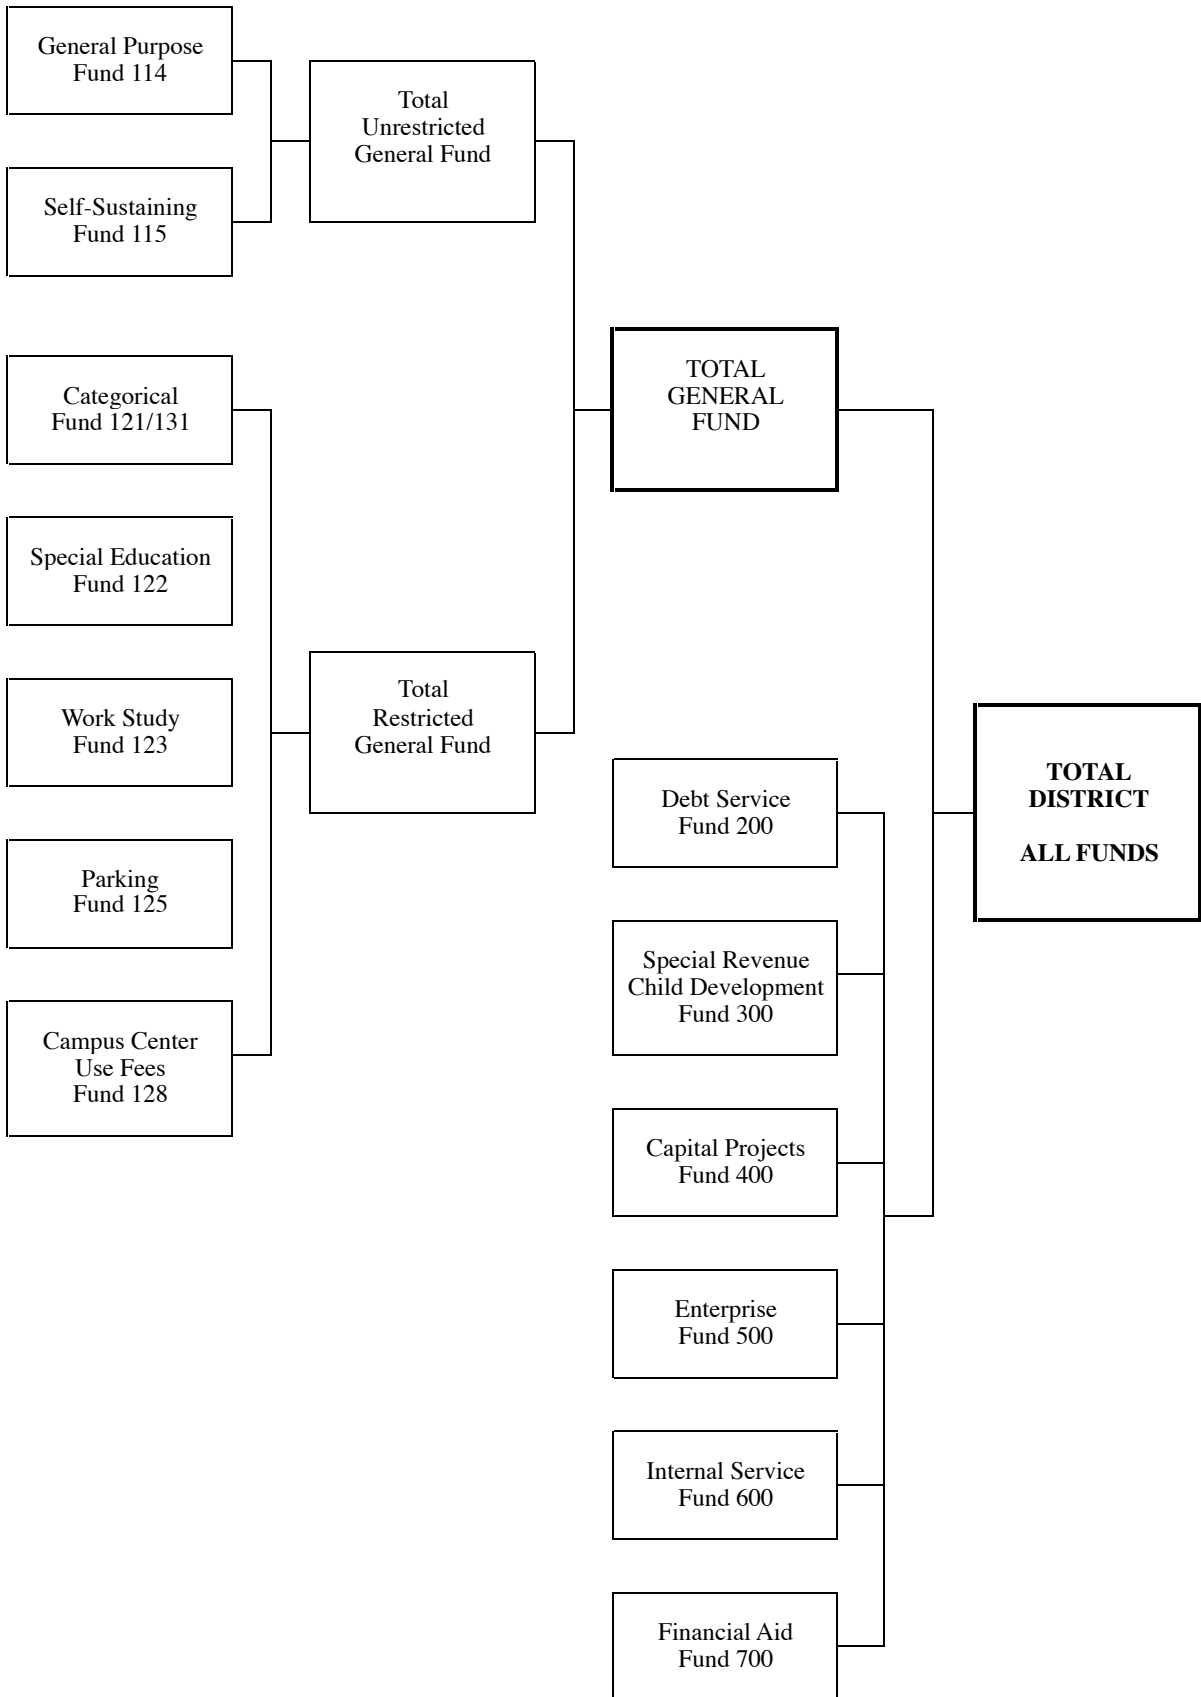 General Purpose
Fund 114
Total
Unrestricted
General Fund
Self-Sustaining
Fund 115
TOTAL
GENERAL
FUND
Categorical
Fund 121/131
Special Education
Fund 122
Total
Restricted
General Fund
Work Study
Fund 123
TOTAL
DISTRICT
ALL FUNDS
Debt Service
Fund 200
Parking
Fund 125
Special Revenue
Child Development
Fund 300
Campus Center
Use Fees
Fund 128
Capital Projects
Fund 400
Enterprise
Fund 500
Internal Service
Fund 600
Financial Aid
Fund 700